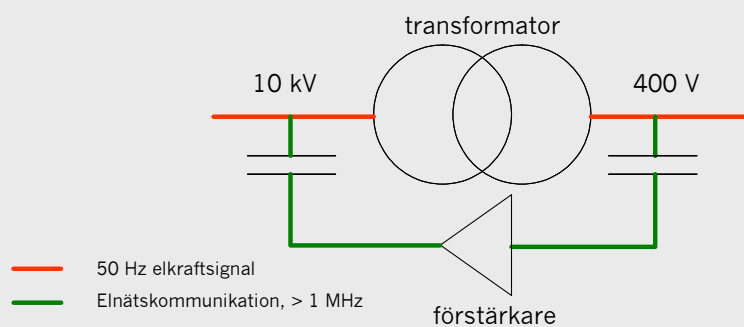 transformator
10 kV
400 V
50 Hz elkraftsignal
Elnätskommunikation, > 1 MHz
förstärkare